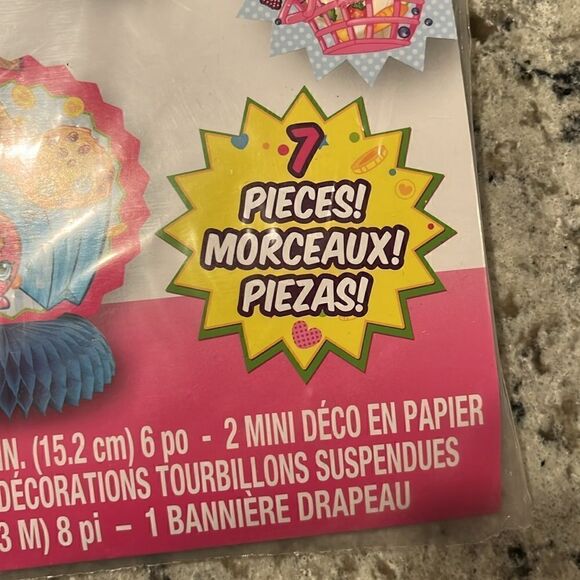 7
PIECES!
MORCEAUX!
PIEZAS!
IN. (15.2 cm) 6 po - 2 MINI DÉCO EN PAPIER
DÉCORATIONS TOURBILLONS SUSPENDUES
3 M) 8 pi – 1 BANNIÈRE DRAPEAU